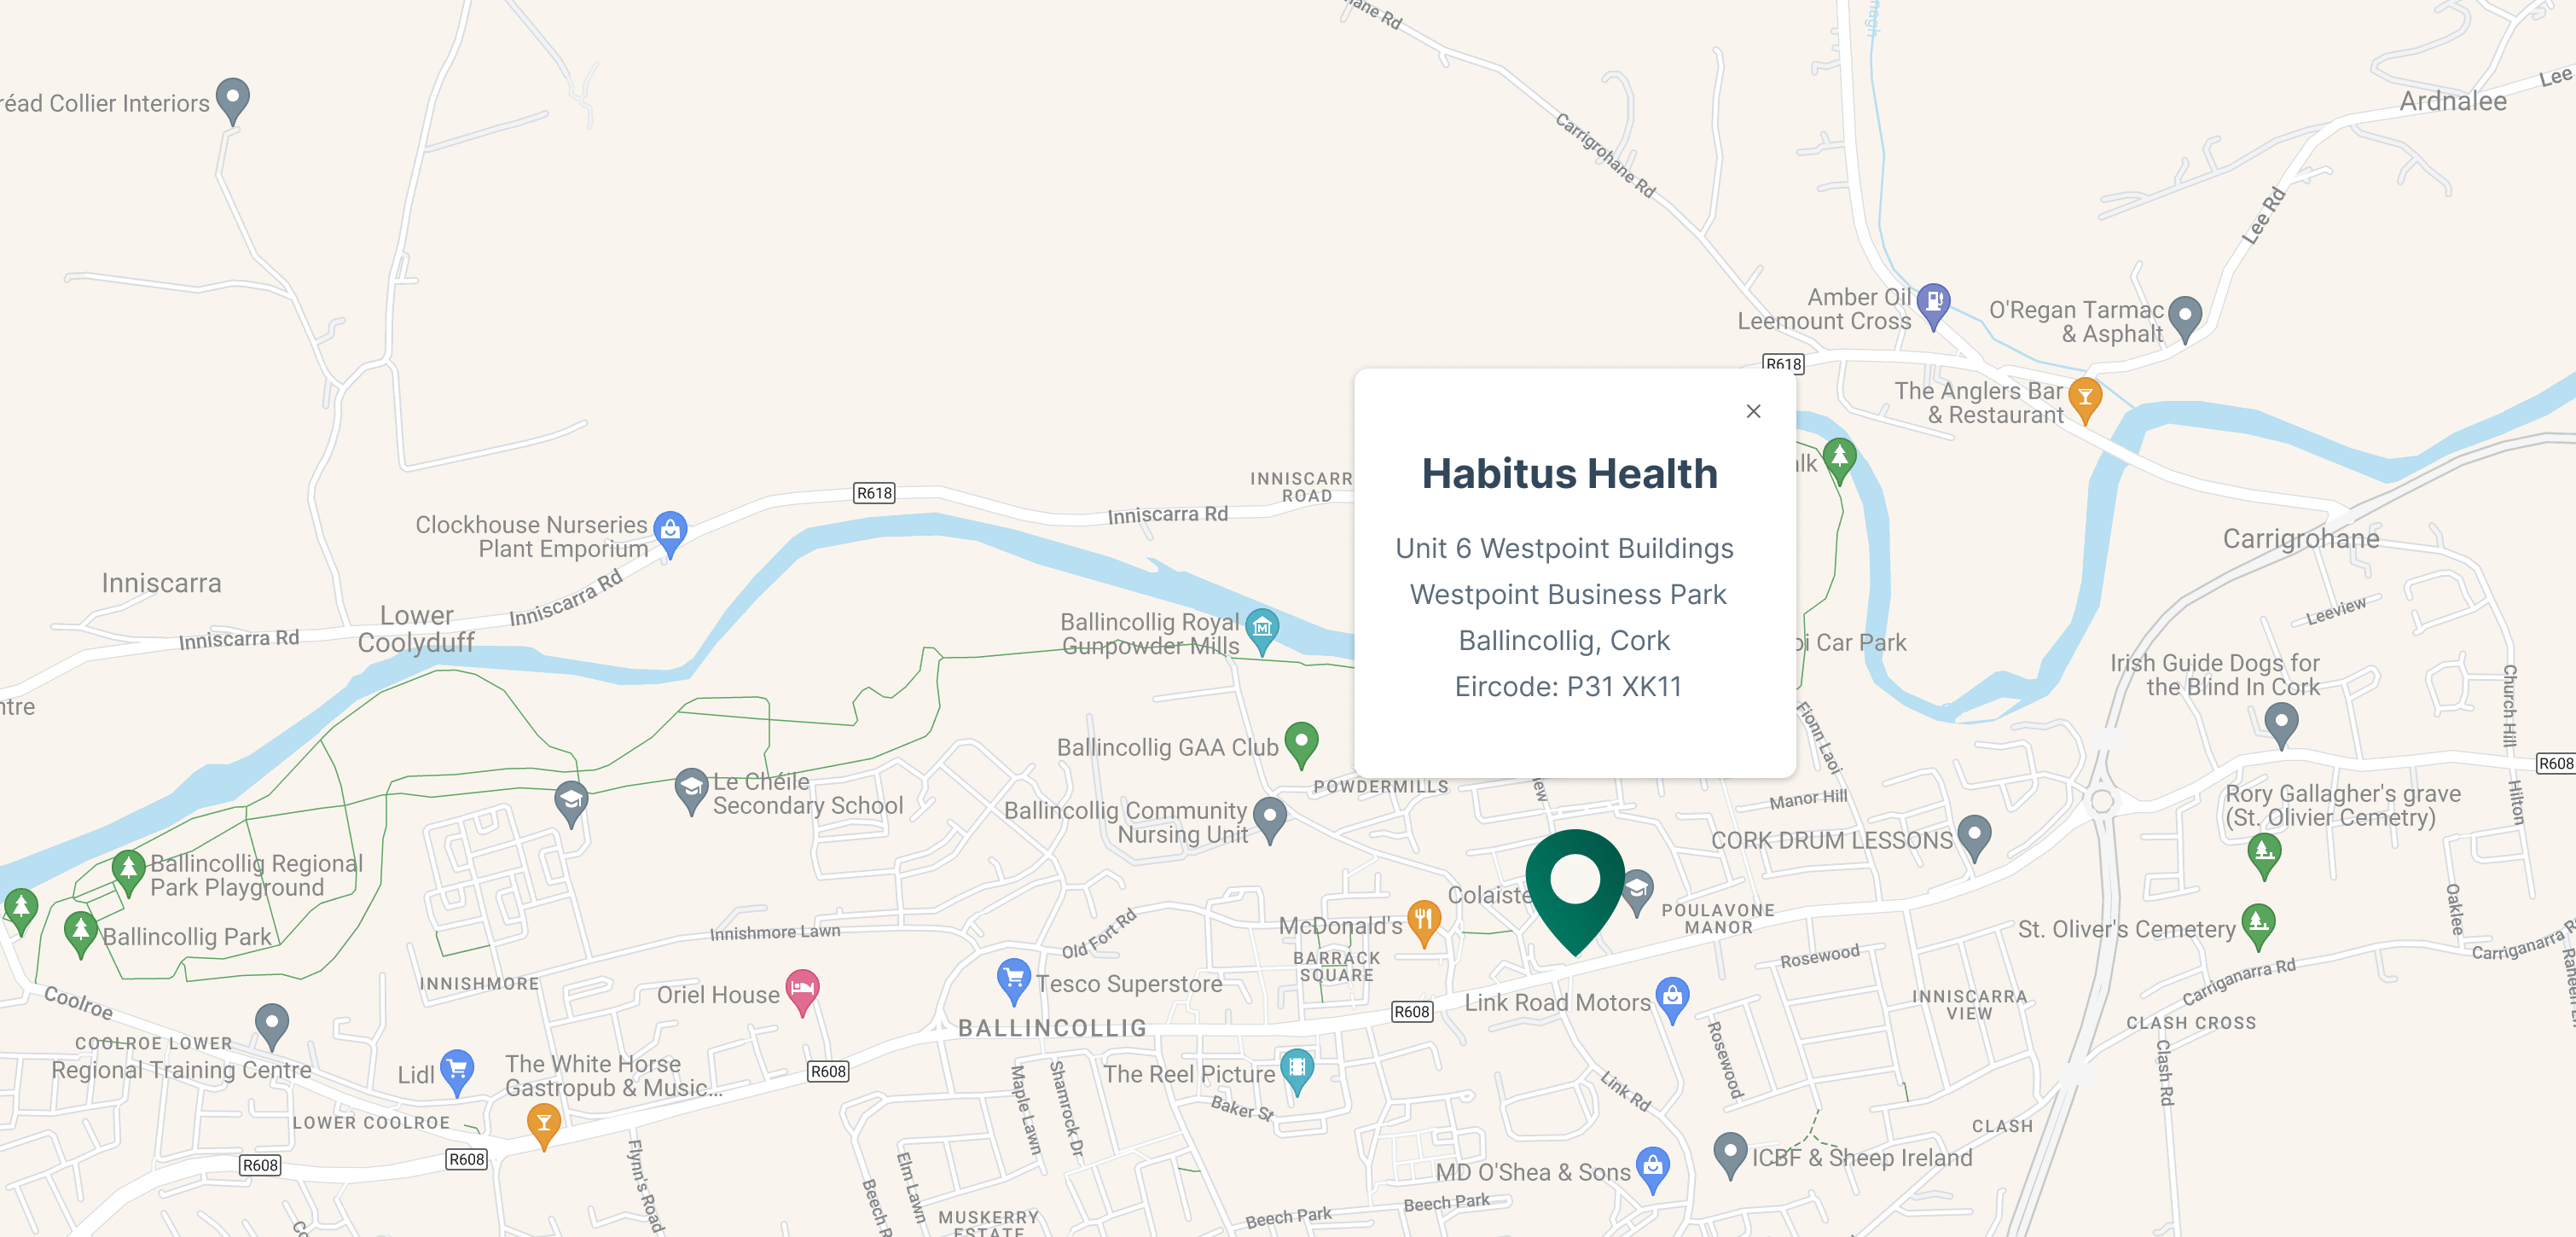 Carrigrohane Rd
Ardnalee
Lee
Collier Interiors
Lee Rd
Amber Oil
Leemount Cross
O'Regan Tarmac
& Asphalt
R618
The Anglers Bar
& Restaurant
Habitus Health
Unit 6 Westpoint Buildings
Westpoint Business Park
Ballincollig, Cork
Eircode: P31 XK11
INNISCARR
ROAD
R618
Inniscarra Rd
Clockhouse Nurseries
Plant Emporium
Carrigrohane
Inniscarra
Inniscarra Rd
Lower
Coolyduff
Inniscarra Rd
Leeview
Ballincollig Royal
Gunpowder Mills
Car Park
Irish Guide Dogs for
the Blind In Cork
Church Hill
Fionn Laoi
Ballincollig GAA Club
R608
POWDERMILLS
Le Chéile
Secondary School
Manor Hill
Hilton
Rory Gallagher's grave
(St. Olivier Cemetry)
Ballincollig Community
Nursing Unit
CORK DRUM LESSONS
Ballincollig Regional
Park Playground
Colaiste
POULAVONE
MANOR
Oaklee
McDonald's
Innishmore Lawn
Old Fort Rd
St. Oliver's Cemetery
Ballincollig Park
BARRACK
SQUARE
Rosewood
Carriganarra Rd
Carriganarra
INNISHMORE
Coolroe
Oriel House
Tesco Superstore
Link Road Motors
INNISCARRA
VIEW
R608
CLASH CROSS
BALLINCOLLIG
COOLROE LOWER
Regional Training Centre
Lidl
The White Horse
Gastropub & Music...
R608
The Reel Picture
Maple Lawn
Shamrock Dr
Baker St
Link Rd
Rosewood
Clash Rd
LOWER COOLROE
CLASH
R608
R608
Flynn's Road
Elm Lawn
Beech
MD O'Shea & Sons
ICBF & Sheep Ireland
Beech Park
Beech Park
MUSKERRY
ESTATE